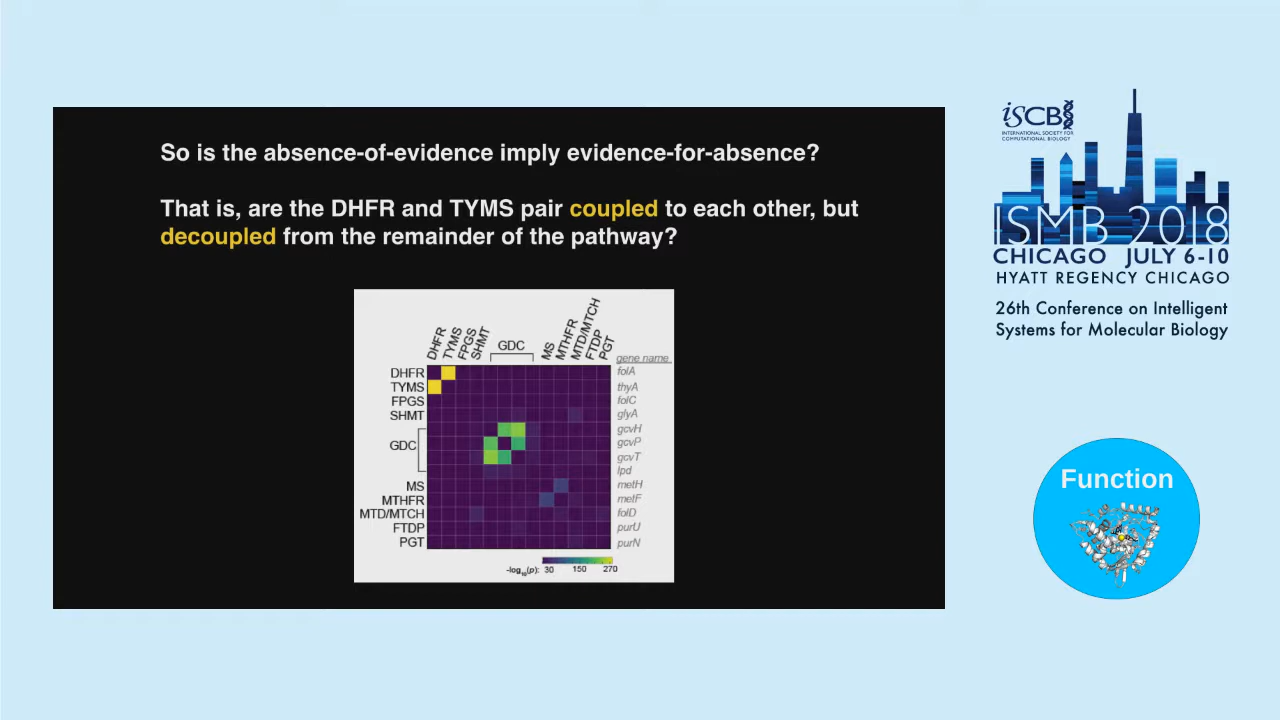 So is the absence-of-evidence imply evidence-for-absence?
That is, are the DHFR and TYMS pair coupled to each other, but
decoupled from the remainder of the pathway?
DHFR
TYMS
FPGS
SHMT
GDC
MS
MTHFR
MTD/MTCH
FTDP
PGT
gene name
DHFR folA
TYMS thyA
FPGS folC
SHMT glyA
gcvH
GDC gcvP
gcvT
lpd
MS metH
MTHFR metF
MTD/MTCH folD
FTDP purU
PGT purN
-log10(p): 30 150 270
iSCB
INTERNATIONAL SOCIETY FOR
COMPUTATIONAL BIOLOGY
ISMB 2018
CHICAGO JULY 6-10
HYATT REGENCY CHICAGO
26th Conference on Intelligent
Systems for Molecular Biology
Function